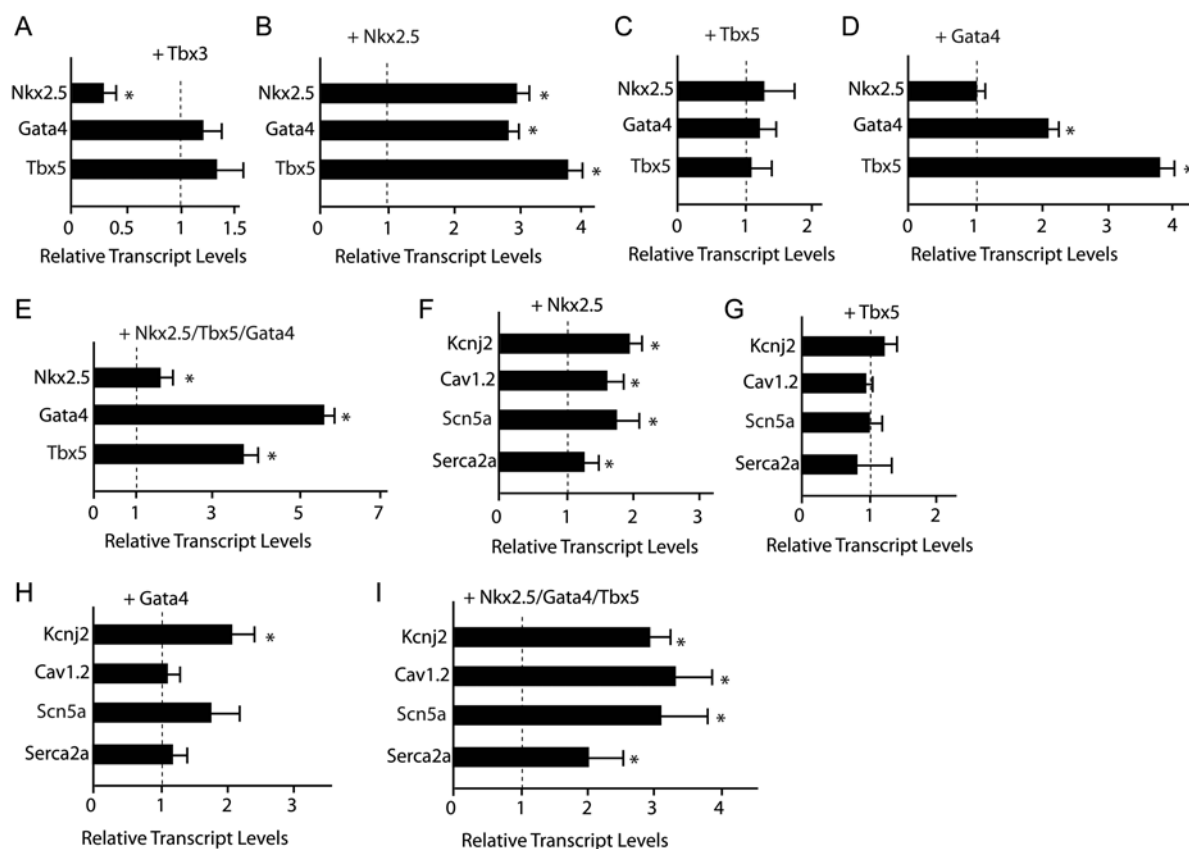 A
+ Tbx3
Nkx2.5
*
Gata4
Tbx5
0 0.5 1 1.5
Relative Transcript Levels
B
+ Nkx2.5
Nkx2.5
*
Gata4
*
Tbx5
*
0 1 2 3 4
Relative Transcript Levels
C
+ Tbx5
Nkx2.5
Gata4
Tbx5
0 1 2
Relative Transcript Levels
D
+ Gata4
Nkx2.5
Gata4
*
Tbx5
*
0 1 2 3 4
Relative Transcript Levels
E
+ Nkx2.5/Tbx5/Gata4
Nkx2.5
*
Gata4
*
Tbx5
*
0 1 3 5 7
Relative Transcript Levels
F
+ Nkx2.5
Kcnj2
*
Cav1.2
*
Scn5a
*
Serca2a
*
0 1 2 3
Relative Transcript Levels
G
+ Tbx5
Kcnj2
Cav1.2
Scn5a
Serca2a
0 1 2
Relative Transcript Levels
H
+ Gata4
Kcnj2
*
Cav1.2
Scn5a
Serca2a
0 1 2 3
Relative Transcript Levels
I
+ Nkx2.5/Gata4/Tbx5
Kcnj2
*
Cav1.2
*
Scn5a
*
Serca2a
*
0 1 2 3 4
Relative Transcript Levels